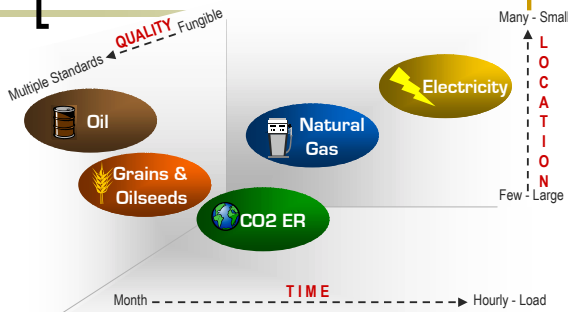 Many - Small
QUALITY Fungible
Multiple Standards
LOCATION
Electricity
Oil
Natural
Gas
Grains &
Oilseeds
Few - Large
CO2 ER
TIME
Month
Hourly - Load